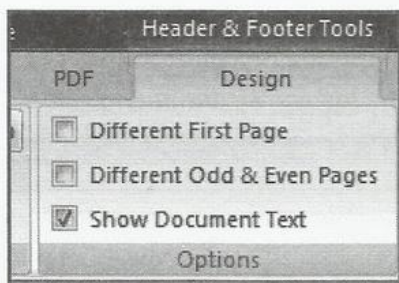 Header & Footer Tools
PDF Design
Different First Page
Different Odd & Even Pages
Show Document Text
Options